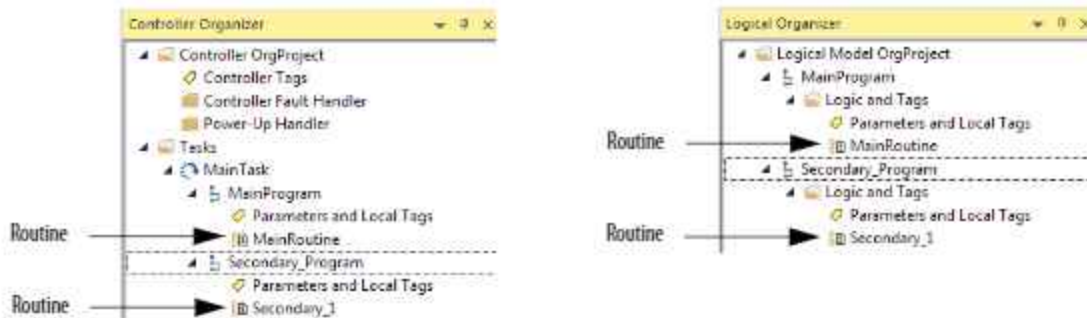 Controller Organizer
Controller OrgProject
Controller Tags
Controller Fault Handler
Power-Up Handler
Tasks
MainTask
MainProgram
Parameters and Local Tags
Routine
MainRoutine
Secondary_Program
Parameters and Local Tags
Routine
Secondary_1
Logical Organizer
Logical Model OrgProject
MainProgram
Logic and Tags
Parameters and Local Tags
Routine
MainRoutine
Secondary_Program
Logic and Tags
Parameters and Local Tags
Routine
Secondary_1